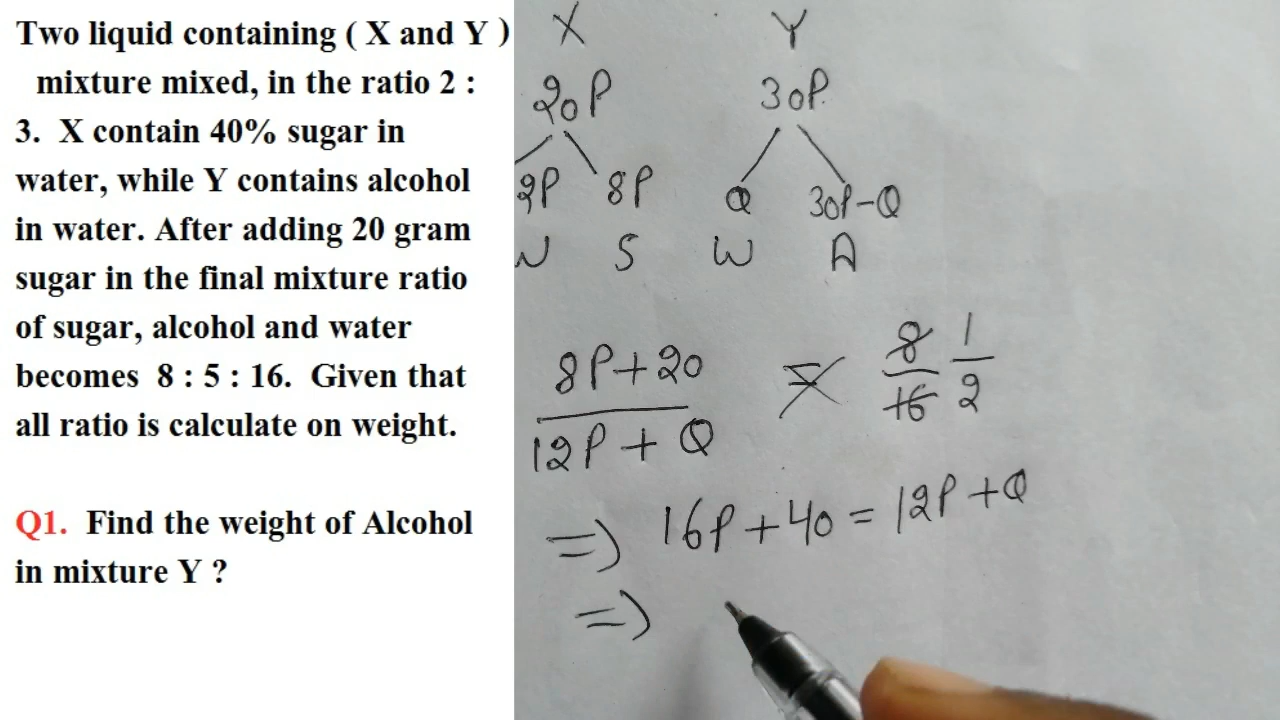 Two liquid containing ( X and Y )
mixture mixed, in the ratio 2 :
3. X contain 40% sugar in
water, while Y contains alcohol
in water. After adding 20 gram
sugar in the final mixture ratio
of sugar, alcohol and water
becomes 8 : 5 : 16. Given that
all ratio is calculate on weight.
Q1. Find the weight of Alcohol
in mixture Y ?
X Y
20P 30P
2P 8P Q 30P-Q
W S W A
8P+20
12P + Q
=
8
16
1
2
=) 16P+40 = 12P+Q
=)